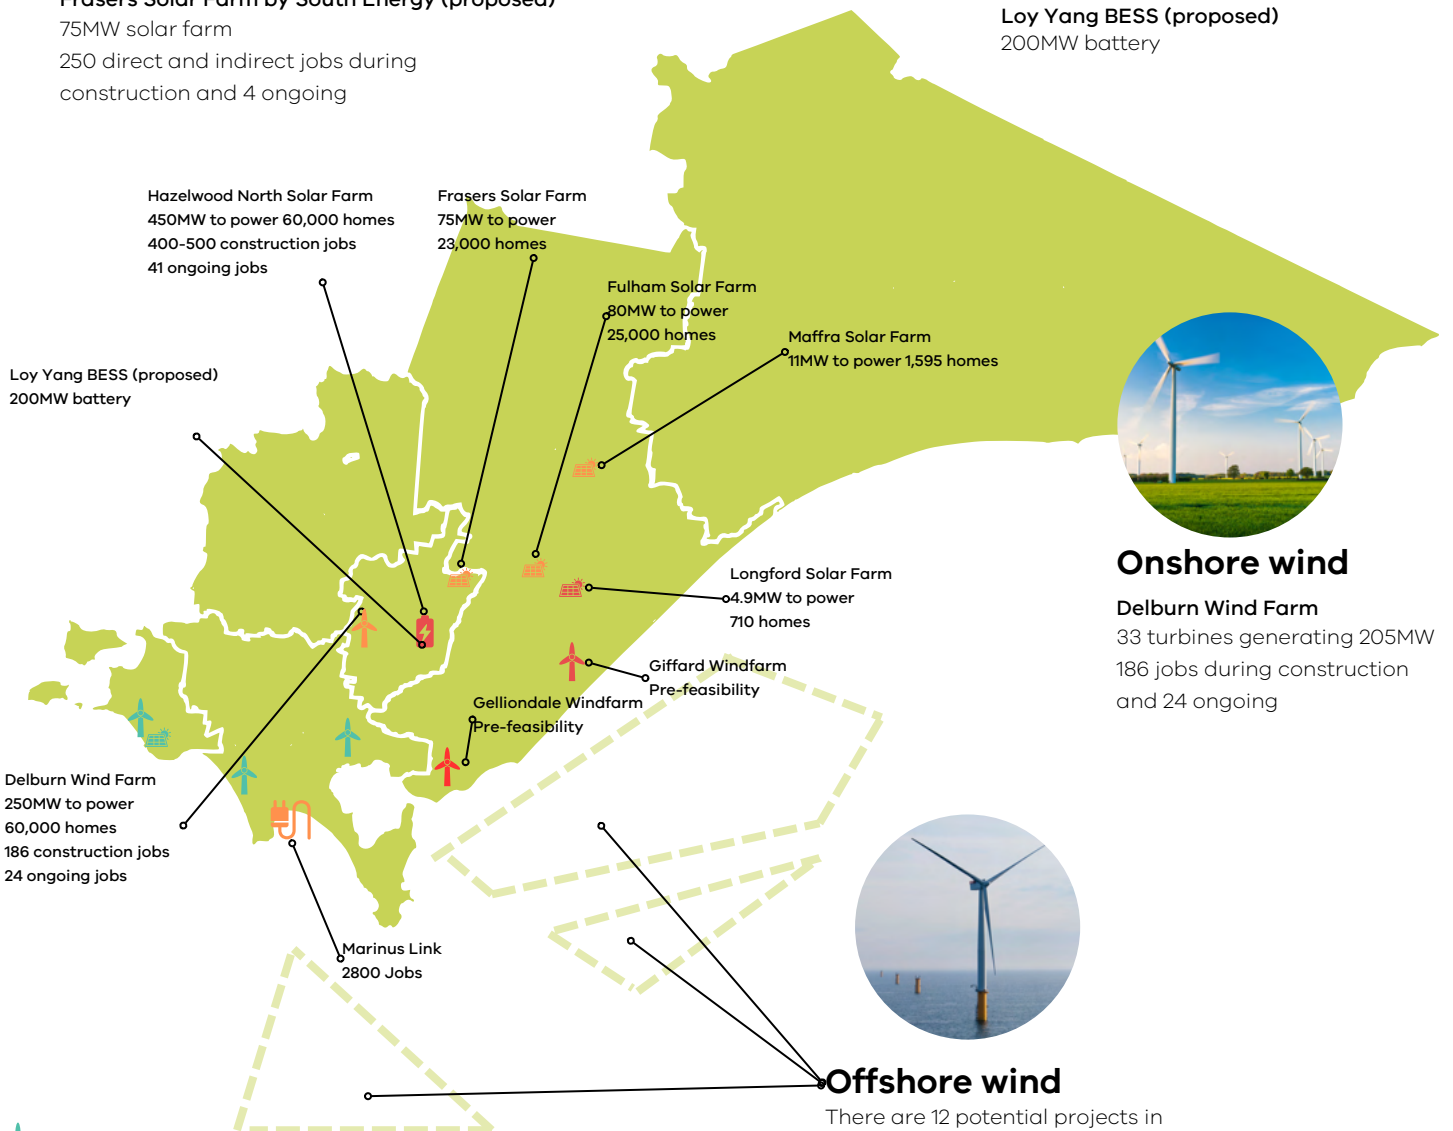 Frasers Solar Farm by South Energy (proposed)
75MW solar farm
250 direct and indirect jobs during
construction and 4 ongoing
Loy Yang BESS (proposed)
200MW battery
Hazelwood North Solar Farm
450MW to power 60,000 homes
400-500 construction jobs
41 ongoing jobs
Frasers Solar Farm
75MW to power
23,000 homes
Fulham Solar Farm
80MW to power
25,000 homes
Maffra Solar Farm
11MW to power 1,595 homes
Loy Yang BESS (proposed)
200MW battery
Longford Solar Farm
4.9MW to power
710 homes
Giffard Windfarm
Pre-feasibility
Gelliondale Windfarm
Pre-feasibility
Onshore wind
Delburn Wind Farm
33 turbines generating 205MW
186 jobs during construction
and 24 ongoing
Delburn Wind Farm
250MW to power
60,000 homes
186 construction jobs
24 ongoing jobs
Marinus Link
2800 Jobs
Offshore wind
There are 12 potential projects in